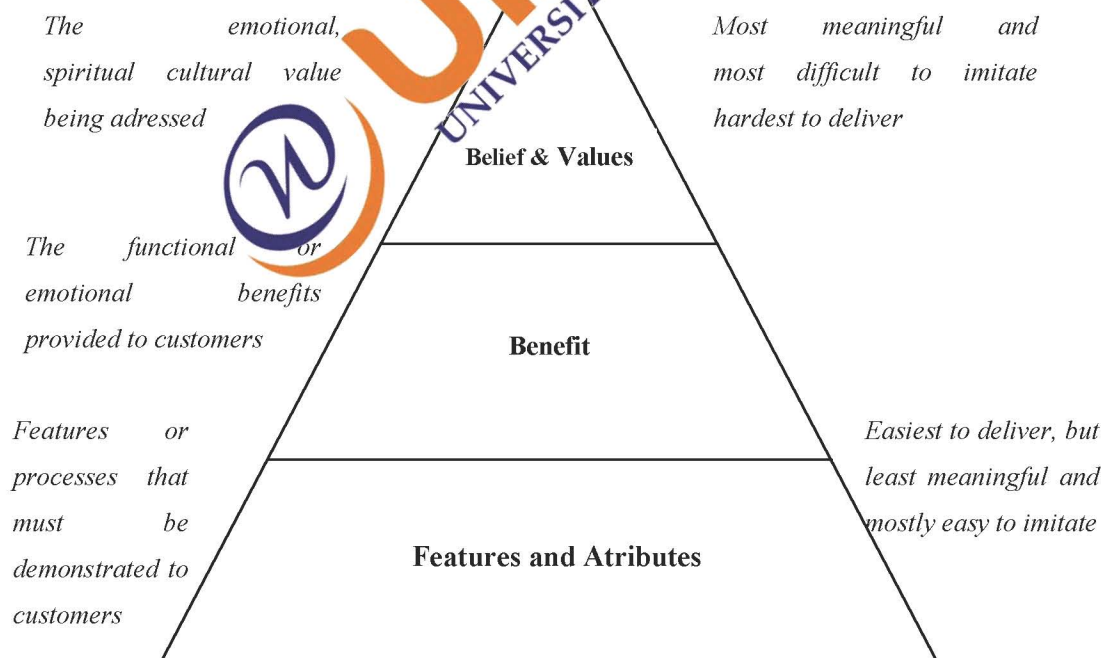 The emotional,
spiritual cultural value
being adressed
Most meaningful and
most difficult to imitate
hardest to deliver
Belief & Values
The functional or
emotional benefits
provided to customers
Benefit
Features or
processes that
must be
demonstrated to
customers
Easiest to deliver, but
least meaningful and
mostly easy to imitate
Features and Atributes